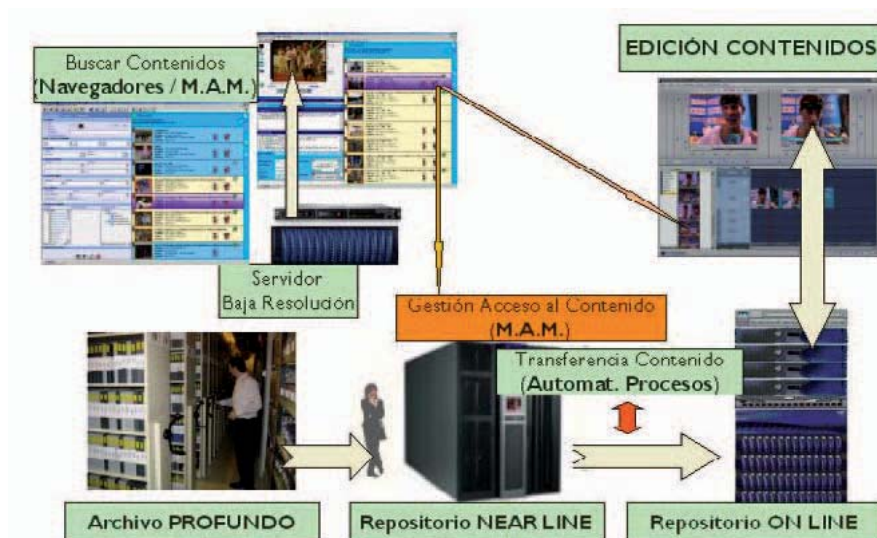 Buscar Contenidos
(Navegadores / M.A.M.)
EDICIÓN CONTENIDOS
Servidor
Baja Resolución
Gestión Acceso al Contenido
(M.A.M.)
Transferencia Contenido
(Automat. Procesos)
Archivo PROFUNDO
Repositorio NEAR LINE
Repositorio ON LINE